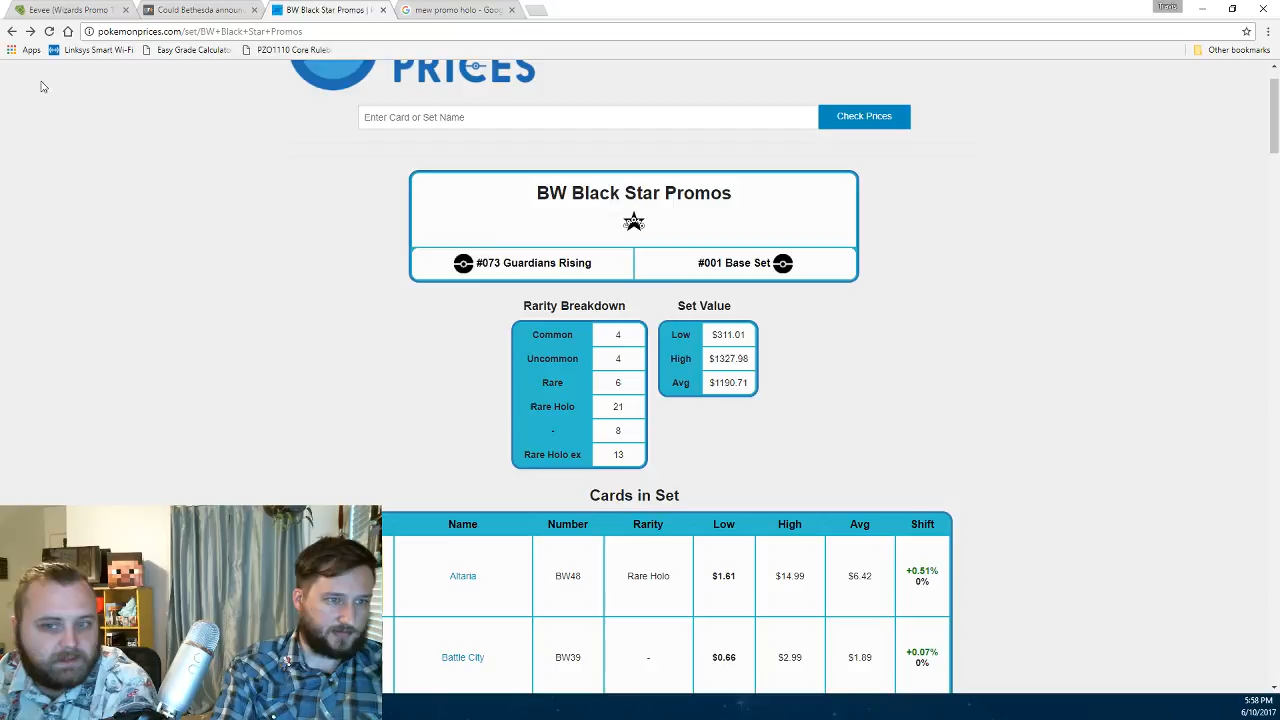 Eevee (Wizards Promo T
Could Bethesda announ
BW Black Star Promos |
mew promo holo - Goog
pokemonprices.com/set/BW+Black+Star+Promos
Apps
Linksys Smart Wi-Fi
Easy Grade Calculato
PZO1110 Core Ruleb
Other bookmarks
PRICES
Enter Card or Set Name
Check Prices
BW Black Star Promos
#073 Guardians Rising
#001 Base Set
Rarity Breakdown
Set Value
Common 4
Uncommon 4
Rare 6
Rare Holo 21
- 8
Rare Holo ex 13
Low $311.01
High $1327.98
Avg $1190.71
Cards in Set
Name Number Rarity Low High Avg Shift
Altaria BW48 Rare Holo $1.61 $14.99 $6.42 +0.51%
0%
Battle City BW39 - $0.66 $2.99 $1.89 +0.07%
0%
5:58 PM
6/10/2017